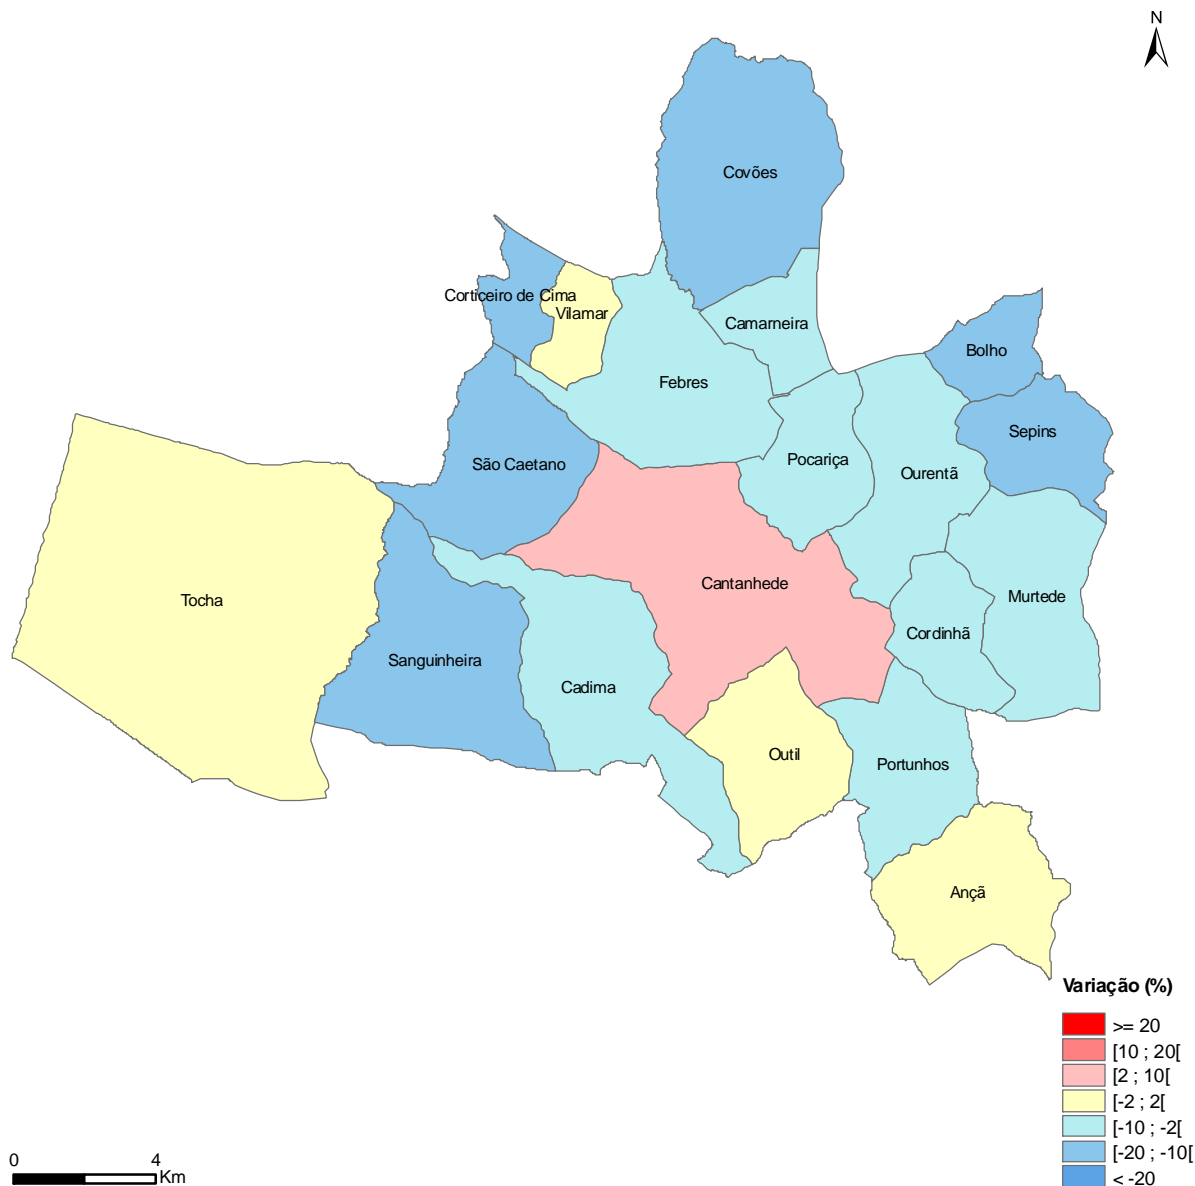 N
Covões
Corticeiro de Cima
Vilamar
Camarneira
Bolho
Febres
Sepins
Pocariça
São Caetano
Ourentã
Cantanhede
Murtede
Tocha
Cordinhã
Sanguinheira
Cadima
Outil
Portunhos
Ançã
Variação (%)
>= 20
[10 ; 20[
[2 ; 10[
[-2 ; 2[
[-10 ; -2[
[-20 ; -10[
< -20
0 4
Km